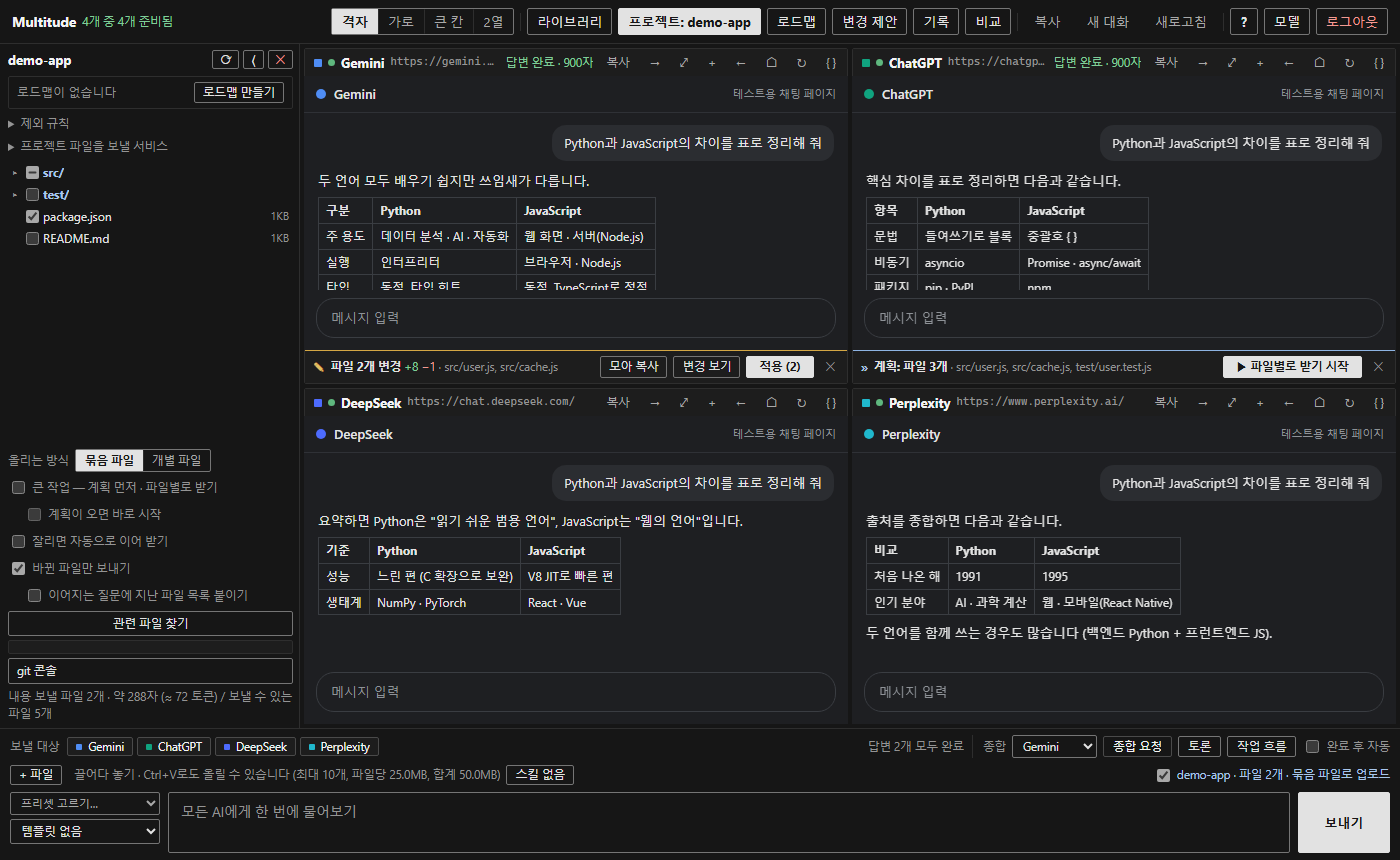 Multitude 4개 중 4개 준비됨 격자 가로 큰 칸 2열 라이브러리 프로젝트: demo-app 로드맵 변경 제안 기록 비교 복사 새 대화 새로고침 ? 모델 로그아웃
demo-app
로드맵이 없습니다 로드맵 만들기
제외 규칙
프로젝트 파일을 보낼 서비스
src/
test/
package.json 1KB
README.md 1KB
올리는 방식 묶음 파일 개별 파일
큰 작업 — 계획 먼저 · 파일별로 받기
계획이 오면 바로 시작
잘리면 자동으로 이어 받기
바뀐 파일만 보내기
이어지는 질문에 지난 파일 목록 붙이기
관련 파일 찾기
git 콘솔
내용 보낼 파일 2개 · 약 288자 (≈ 72 토큰) / 보낼 수 있는
파일 5개
Gemini https://gemini.… 답변 완료 · 900자 복사 → ⤢ + ← ↻ { }
Gemini 테스트용 채팅 페이지
Python과 JavaScript의 차이를 표로 정리해 줘
두 언어 모두 배우기 쉽지만 쓰임새가 다릅니다.
구분 Python JavaScript
주 용도 데이터 분석 · AI · 자동화 웹 화면 · 서버(Node.js)
실행 인터프리터 브라우저 · Node.js
타입 동적, 타입 힌트 동적, TypeScript로 정적
메시지 입력
파일 2개 변경 +8 −1 · src/user.js, src/cache.js 모아 복사 변경 보기 적용 (2)
ChatGPT https://chatgp… 답변 완료 · 900자 복사 → ⤢ + ← ↻ { }
ChatGPT 테스트용 채팅 페이지
Python과 JavaScript의 차이를 표로 정리해 줘
핵심 차이를 표로 정리하면 다음과 같습니다.
항목 Python JavaScript
문법 들여쓰기로 블록 중괄호 { }
비동기 asyncio Promise · async/await
패키지 pip · PyPI npm
메시지 입력
» 계획: 파일 3개 · src/user.js, src/cache.js, test/user.test.js ▶ 파일별로 받기 시작
DeepSeek https://chat.deepseek.com/ 복사 → ⤢ + ← ↻ { }
DeepSeek 테스트용 채팅 페이지
Python과 JavaScript의 차이를 표로 정리해 줘
요약하면 Python은 "읽기 쉬운 범용 언어", JavaScript는 "웹의 언어"입니다.
기준 Python JavaScript
성능 느린 편 (C 확장으로 보완) V8 JIT로 빠른 편
생태계 NumPy · PyTorch React · Vue
메시지 입력
Perplexity https://www.perplexity.ai/ 복사 → ⤢ + ← ↻ { }
Perplexity 테스트용 채팅 페이지
Python과 JavaScript의 차이를 표로 정리해 줘
출처를 종합하면 다음과 같습니다.
비교 Python JavaScript
처음 나온 해 1991 1995
인기 분야 AI · 과학 계산 웹 · 모바일(React Native)
두 언어를 함께 쓰는 경우도 많습니다 (백엔드 Python + 프런트엔드 JS).
메시지 입력
보낼 대상 Gemini ChatGPT DeepSeek Perplexity 답변 2개 모두 완료 종합 Gemini 종합 요청 토론 작업 흐름 완료 후 자동
+ 파일 끌어다 놓기 · Ctrl+V로도 올릴 수 있습니다 (최대 10개, 파일당 25.0MB, 합계 50.0MB) 스킬 없음 demo-app · 파일 2개 · 묶음 파일로 업로드
프리셋 고르기...
템플릿 없음
모든 AI에게 한 번에 물어보기
보내기